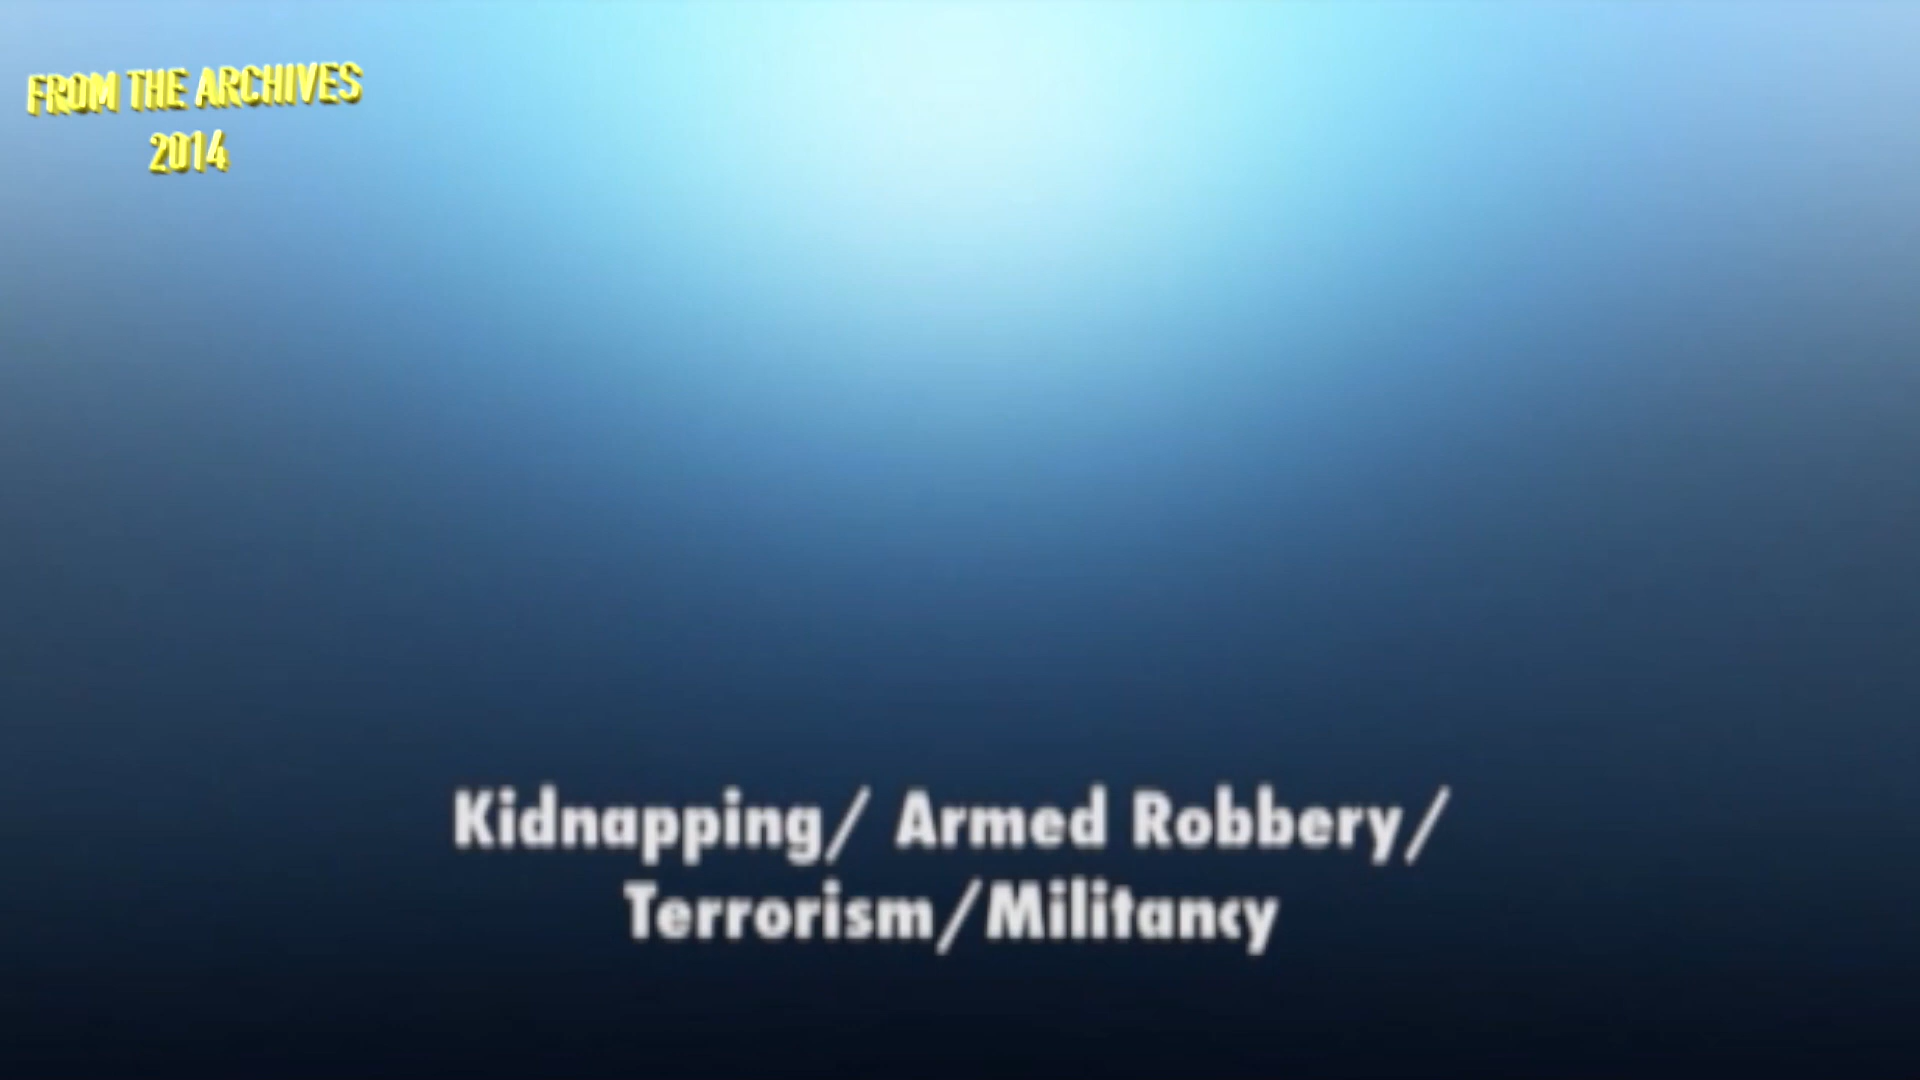 FROM THE ARCHIVES
2014
Kidnapping/ Armed Robbery/
Terrorism/Militancy